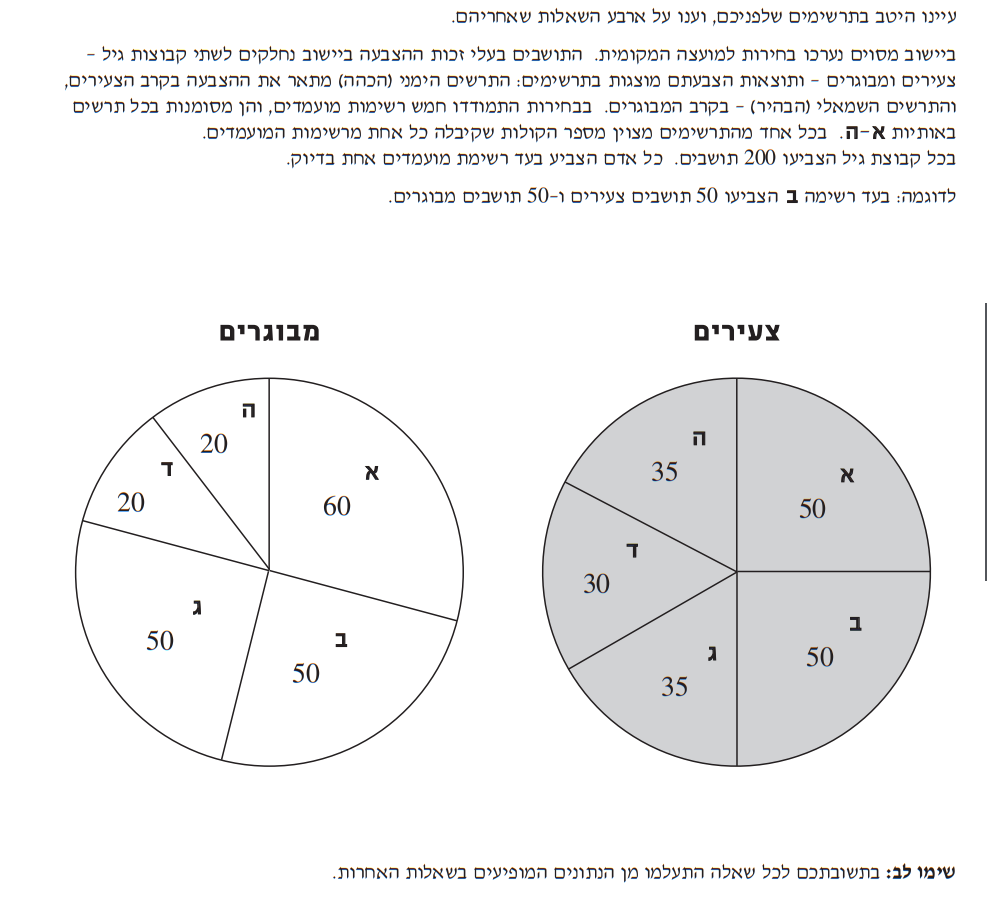 עיינו היטב בתרשימים שלפניכם, וענו על ארבע השאלות שאחריהם.
ביישוב מסוים נערכו בחירות למועצה המקומית. התושבים בעלי זכות ההצבעה ביישוב נחלקים לשתי קבוצות גיל –
צעירים ומבוגרים – ותוצאות הצבעתם מוצגות בתרשימים: התרשים הימני (הכהה) מתאר את ההצבעה בקרב הצעירים,
והתרשים השמאלי (הבהיר) – בקרב המבוגרים. בבחירות התמודדו חמש רשימות מועמדים, והן מסומנות בכל תרשים
באותיות א-ה. בכל אחד מהתרשימים מצוין מספר הקולות שקיבלה כל אחת מרשימות המועמדים.
בכל קבוצת גיל הצביעו 200 תושבים. כל אדם הצביע בעד רשימת מועמדים אחת בדיוק.
לדוגמה: בעד רשימה ב הצביעו 50 תושבים צעירים ו-50 תושבים מבוגרים.
צעירים
א
50
ב
50
ג
35
ד
30
ה
35
מבוגרים
א
60
ב
50
ג
50
ד
20
ה
20
שימו לב: בתשובתכם לכל שאלה התעלמו מן הנתונים המופיעים בשאלות האחרות.